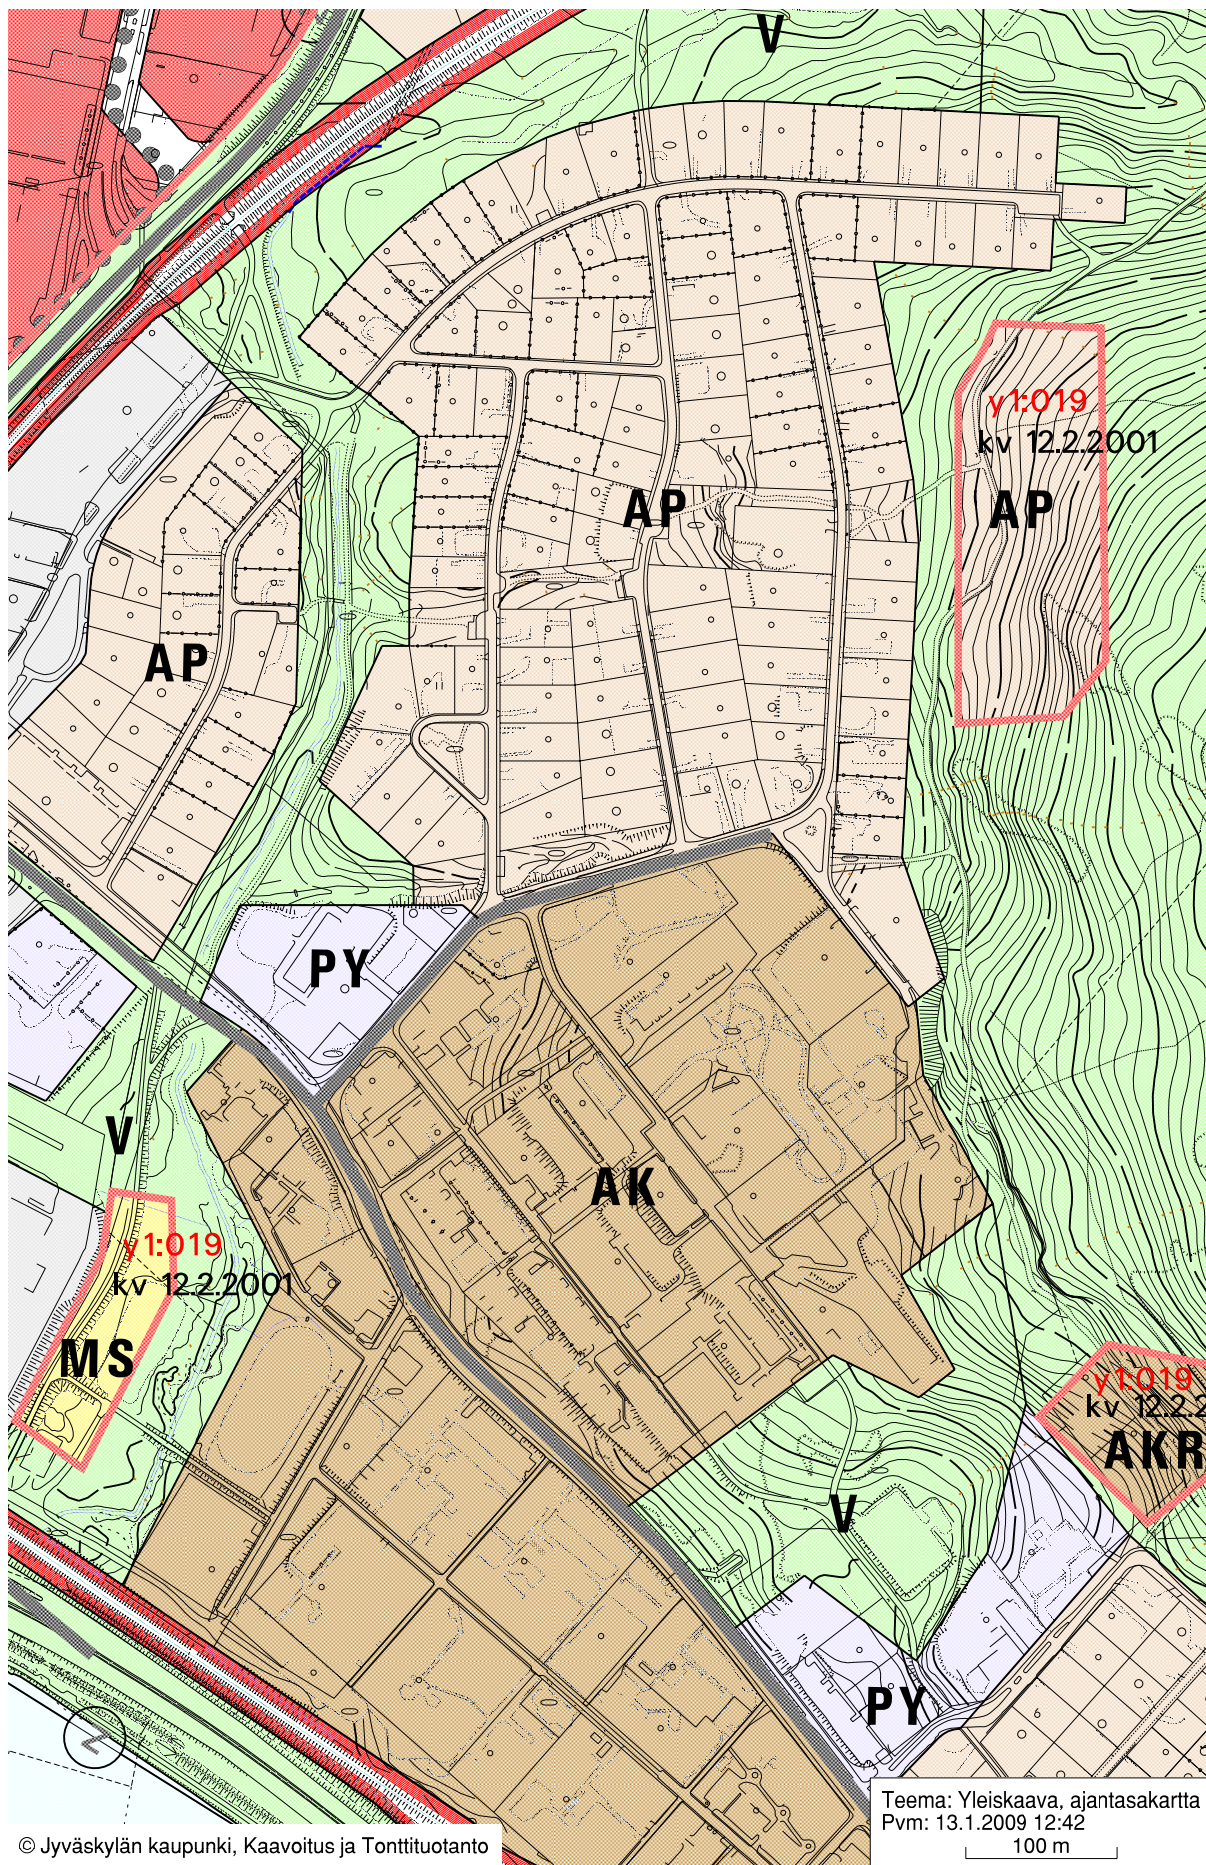 V
y1:019
kv 12.2.2001
AP
AP
AP
PY
V
AK
y1:019
kv 12.2.2001
MS
y1:019
kv 12.2.2
AKR
V
PY
Teema: Yleiskaava, ajantasakartta
Pvm: 13.1.2009 12:42
100 m
© Jyväskylän kaupunki, Kaavoitus ja Tonttituotanto